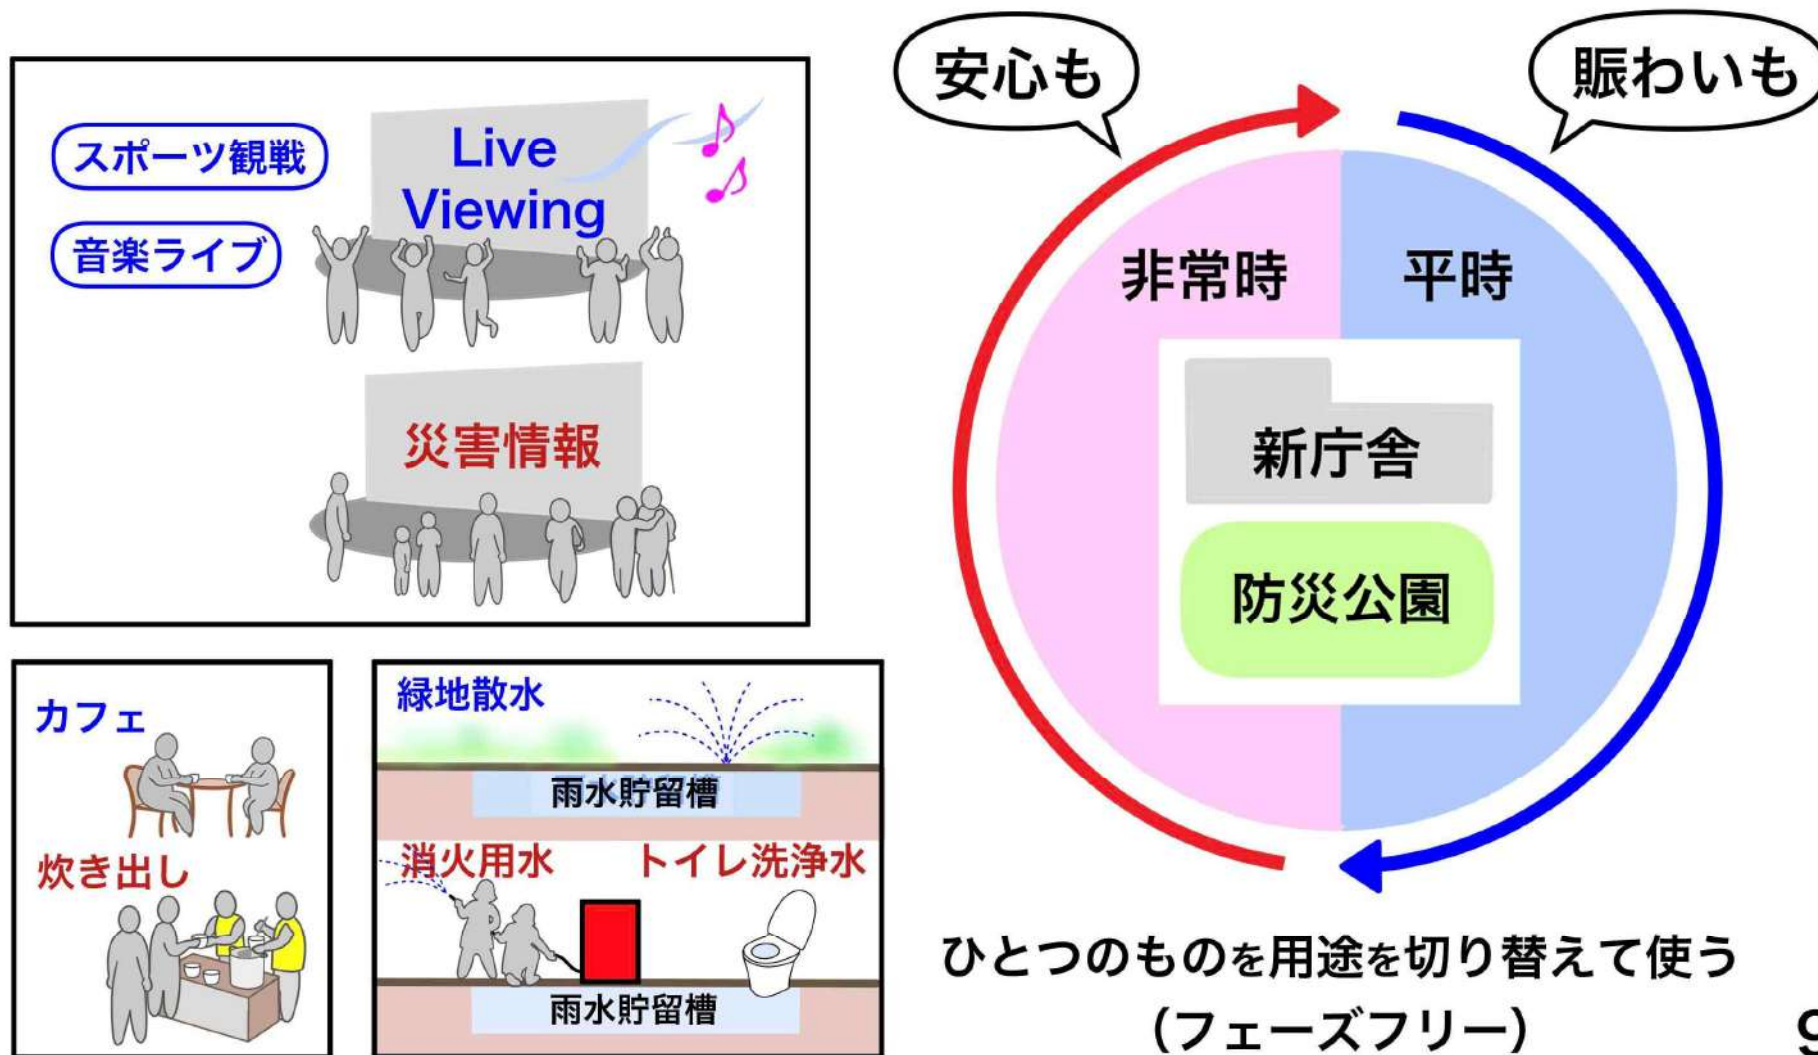 スポーツ観戦
音楽ライブ
Live
Viewing
災害情報
カフェ
炊き出し
緑地散水
雨水貯留槽
消火用水
トイレ洗浄水
雨水貯留槽
安心も
賑わいも
非常時
平時
新庁舎
防災公園
ひとつのものを用途を切り替えて使う
（フェーズフリー）
9